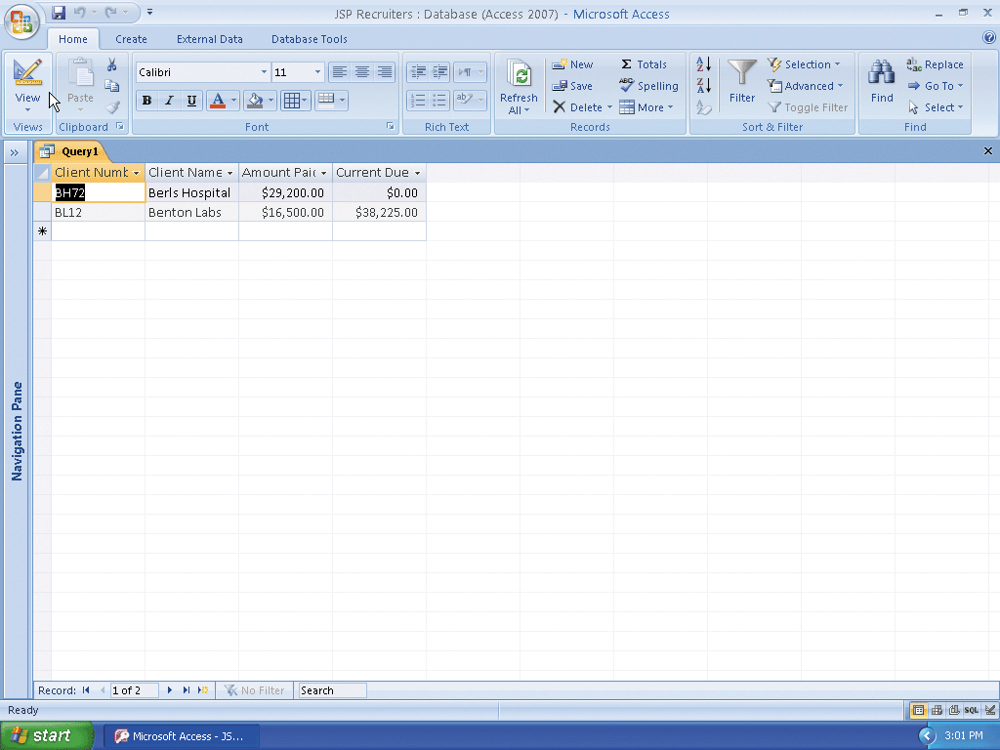 JSP Recruiters : Database (Access 2007) - Microsoft Access
Home Create External Data Database Tools
View Paste Calibri 11 Refresh All New Save Delete Totals Spelling More Filter Selection Advanced Toggle Filter Find Replace Go To Select
B I U A ab
Views Clipboard Font Rich Text Records Sort & Filter Find
» Query1
Client Numb Client Name Amount Paid Current Due
BH72 Berls Hospital $29,200.00 $0.00
BL12 Benton Labs $16,500.00 $38,225.00
*
Navigation Pane
Record: 1 of 2 No Filter Search
Ready SQL
start Microsoft Access - JS... 3:01 PM